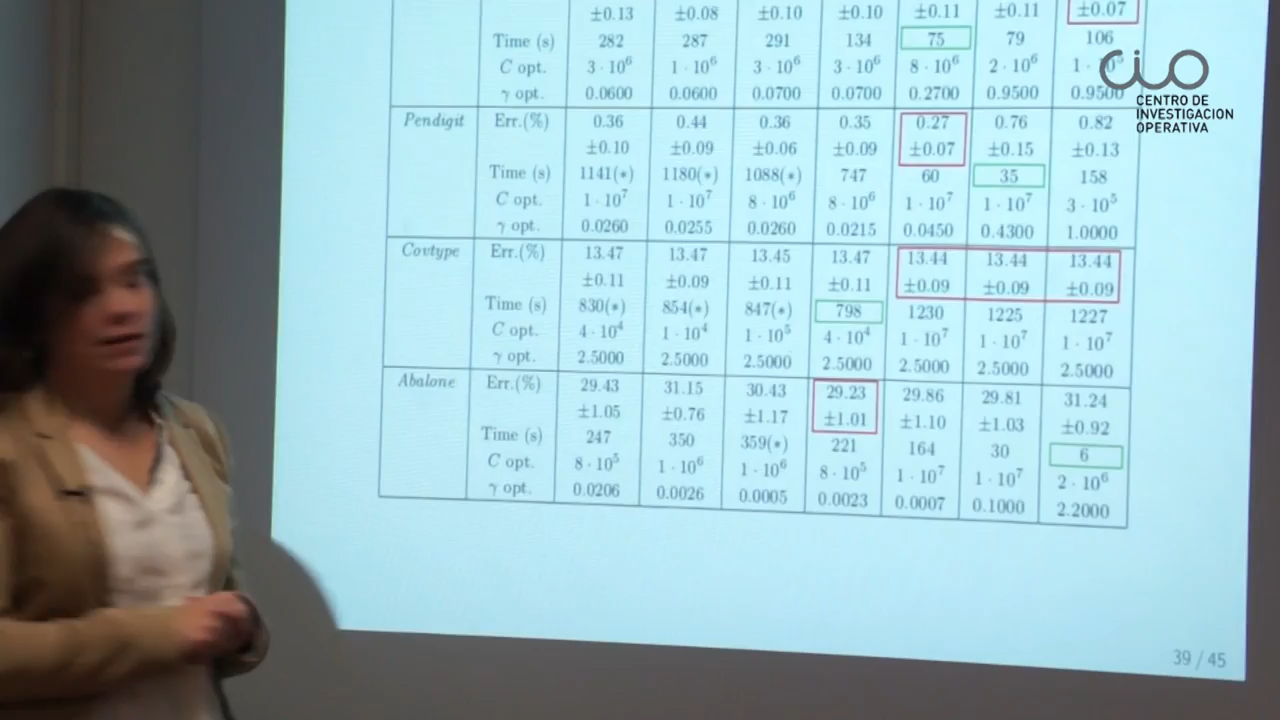 ±0.13 ±0.08 ±0.10 ±0.10 ±0.11 ±0.11 ±0.07
Time (s) 282 287 291 134 75 79 106
C opt. 3 · 10⁶ 1 · 10⁶ 3 · 10⁶ 3 · 10⁶ 8 · 10⁶ 2 · 10⁶ 1 · 10⁵
γ opt. 0.0600 0.0600 0.0700 0.0700 0.2700 0.9500 0.9500
CIO
CENTRO DE
INVESTIGACION
OPERATIVA
Pendigit Err.(%) 0.36 0.44 0.36 0.35 0.27 0.76 0.82
±0.10 ±0.09 ±0.06 ±0.09 ±0.07 ±0.15 ±0.13
Time (s) 1141(*) 1180(*) 1088(*) 747 60 35 158
C opt. 1 · 10⁷ 1 · 10⁷ 8 · 10⁶ 8 · 10⁶ 1 · 10⁷ 1 · 10⁷ 3 · 10⁵
γ opt. 0.0260 0.0255 0.0260 0.0215 0.0450 0.4300 1.0000
Covtype Err.(%) 13.47 13.47 13.45 13.47 13.44 13.44 13.44
±0.11 ±0.09 ±0.11 ±0.11 ±0.09 ±0.09 ±0.09
Time (s) 830(*) 854(*) 847(*) 798 1230 1225 1227
C opt. 4 · 10⁴ 1 · 10⁴ 1 · 10⁵ 4 · 10⁴ 1 · 10⁷ 1 · 10⁷ 1 · 10⁷
γ opt. 2.5000 2.5000 2.5000 2.5000 2.5000 2.5000 2.5000
Abalone Err.(%) 29.43 31.15 30.43 29.23 29.86 29.81 31.24
±1.05 ±0.76 ±1.17 ±1.01 ±1.10 ±1.03 ±0.92
Time (s) 247 350 359(*) 221 164 30 6
C opt. 8 · 10⁵ 1 · 10⁶ 1 · 10⁶ 8 · 10⁵ 1 · 10⁷ 1 · 10⁷ 2 · 10⁶
γ opt. 0.0206 0.0026 0.0005 0.0023 0.0007 0.1000 2.2000
39 / 45